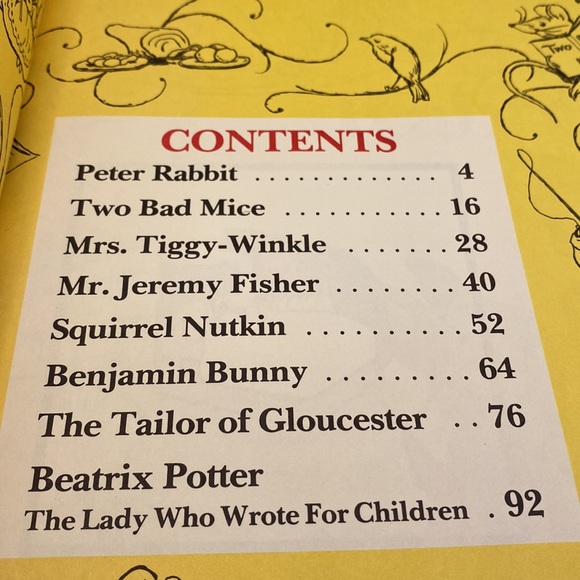 Two
CONTENTS
Peter Rabbit . . . . . . . . . . . . . 4
Two Bad Mice . . . . . . . . . . . 16
Mrs. Tiggy-Winkle . . . . . . . 28
Mr. Jeremy Fisher . . . . . . . . 40
Squirrel Nutkin . . . . . . . . . . 52
Benjamin Bunny . . . . . . . . . 64
The Tailor of Gloucester . . 76
Beatrix Potter
The Lady Who Wrote For Children . 92